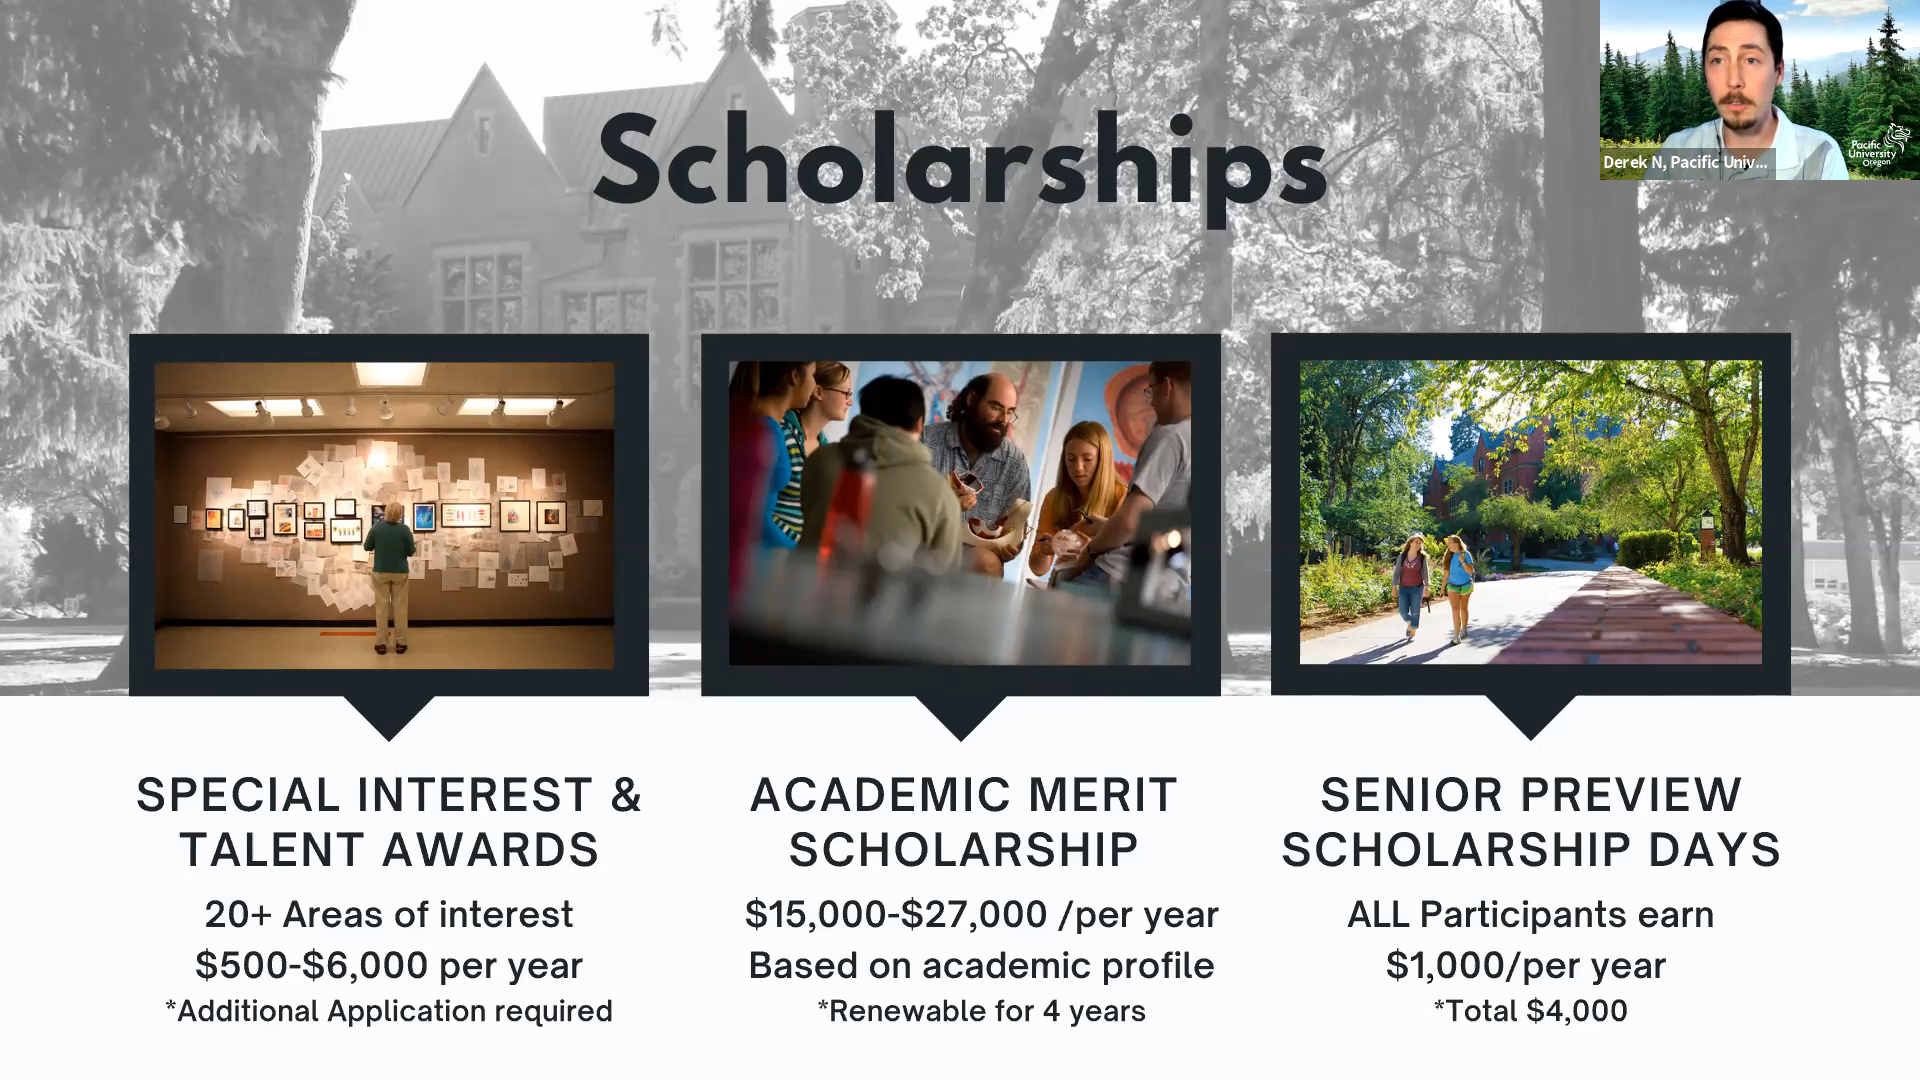 Scholarships
Derek N, Pacific Univ...
Pacific
University
Oregon
SPECIAL INTEREST &
TALENT AWARDS
20+ Areas of interest
$500-$6,000 per year
*Additional Application required
ACADEMIC MERIT
SCHOLARSHIP
$15,000-$27,000 /per year
Based on academic profile
*Renewable for 4 years
SENIOR PREVIEW
SCHOLARSHIP DAYS
ALL Participants earn
$1,000/per year
*Total $4,000